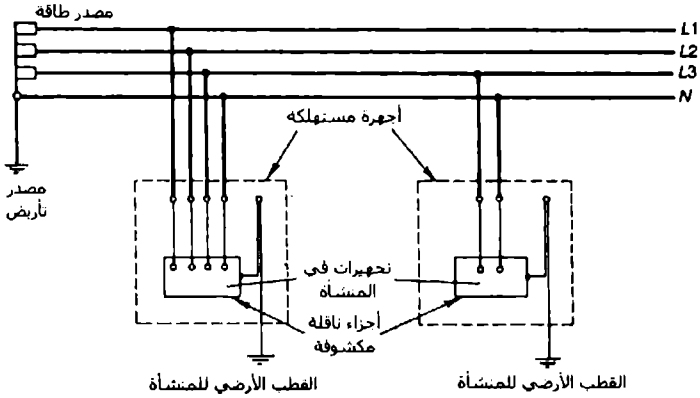 مصدر طاقة
L1
L2
L3
N
أجهزة مستهلكة
مصدر
تأريض
تجهيزات في
المنشأة
أجزاء ناقلة
مكشوفة
القطب الأرضي للمنشأة
القطب الأرضي للمنشأة